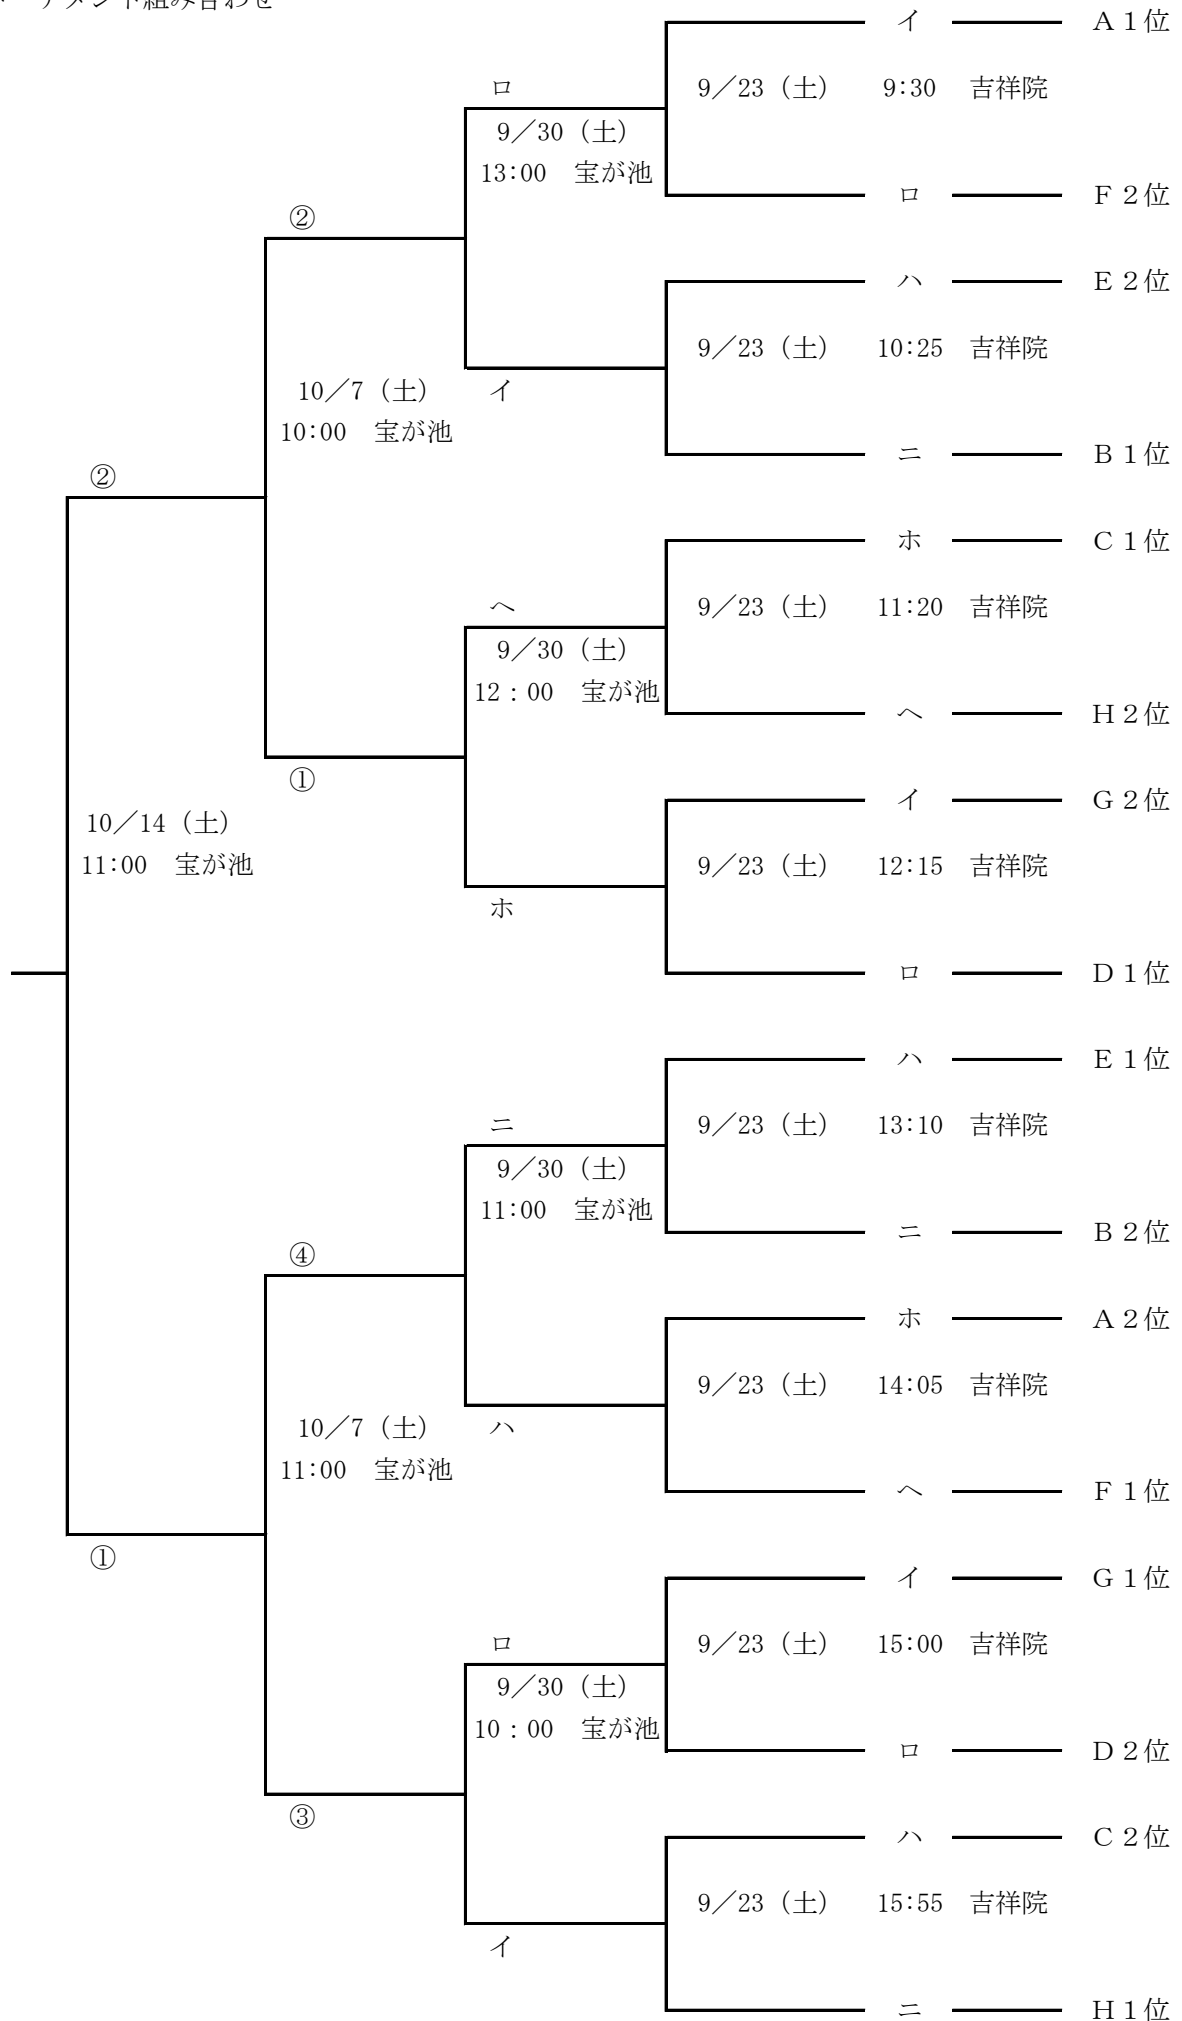 ーナメント組み合わせ
イ　A１位
9／23（土）　9:30　吉祥院
ロ
9／30（土）
13:00　宝が池
ロ　F２位
②
ハ　E２位
9／23（土）　10:25　吉祥院
10／7（土）
イ
10:00　宝が池
ニ　B１位
②
ホ　C１位
9／23（土）　11:20　吉祥院
ヘ
9／30（土）
12：00　宝が池
ヘ　H２位
①
イ　G２位
10／14（土）
11:00　宝が池
9／23（土）　12:15　吉祥院
ホ
ロ　D１位
ハ　E１位
9／23（土）　13:10　吉祥院
ニ
9／30（土）
11:00　宝が池
ニ　B２位
④
ホ　A２位
9／23（土）　14:05　吉祥院
10／7（土）
ハ
11:00　宝が池
ヘ　F１位
①
イ　G１位
9／23（土）　15:00　吉祥院
ロ
9／30（土）
10：00　宝が池
ロ　D２位
③
ハ　C２位
9／23（土）　15:55　吉祥院
イ
ニ　H１位